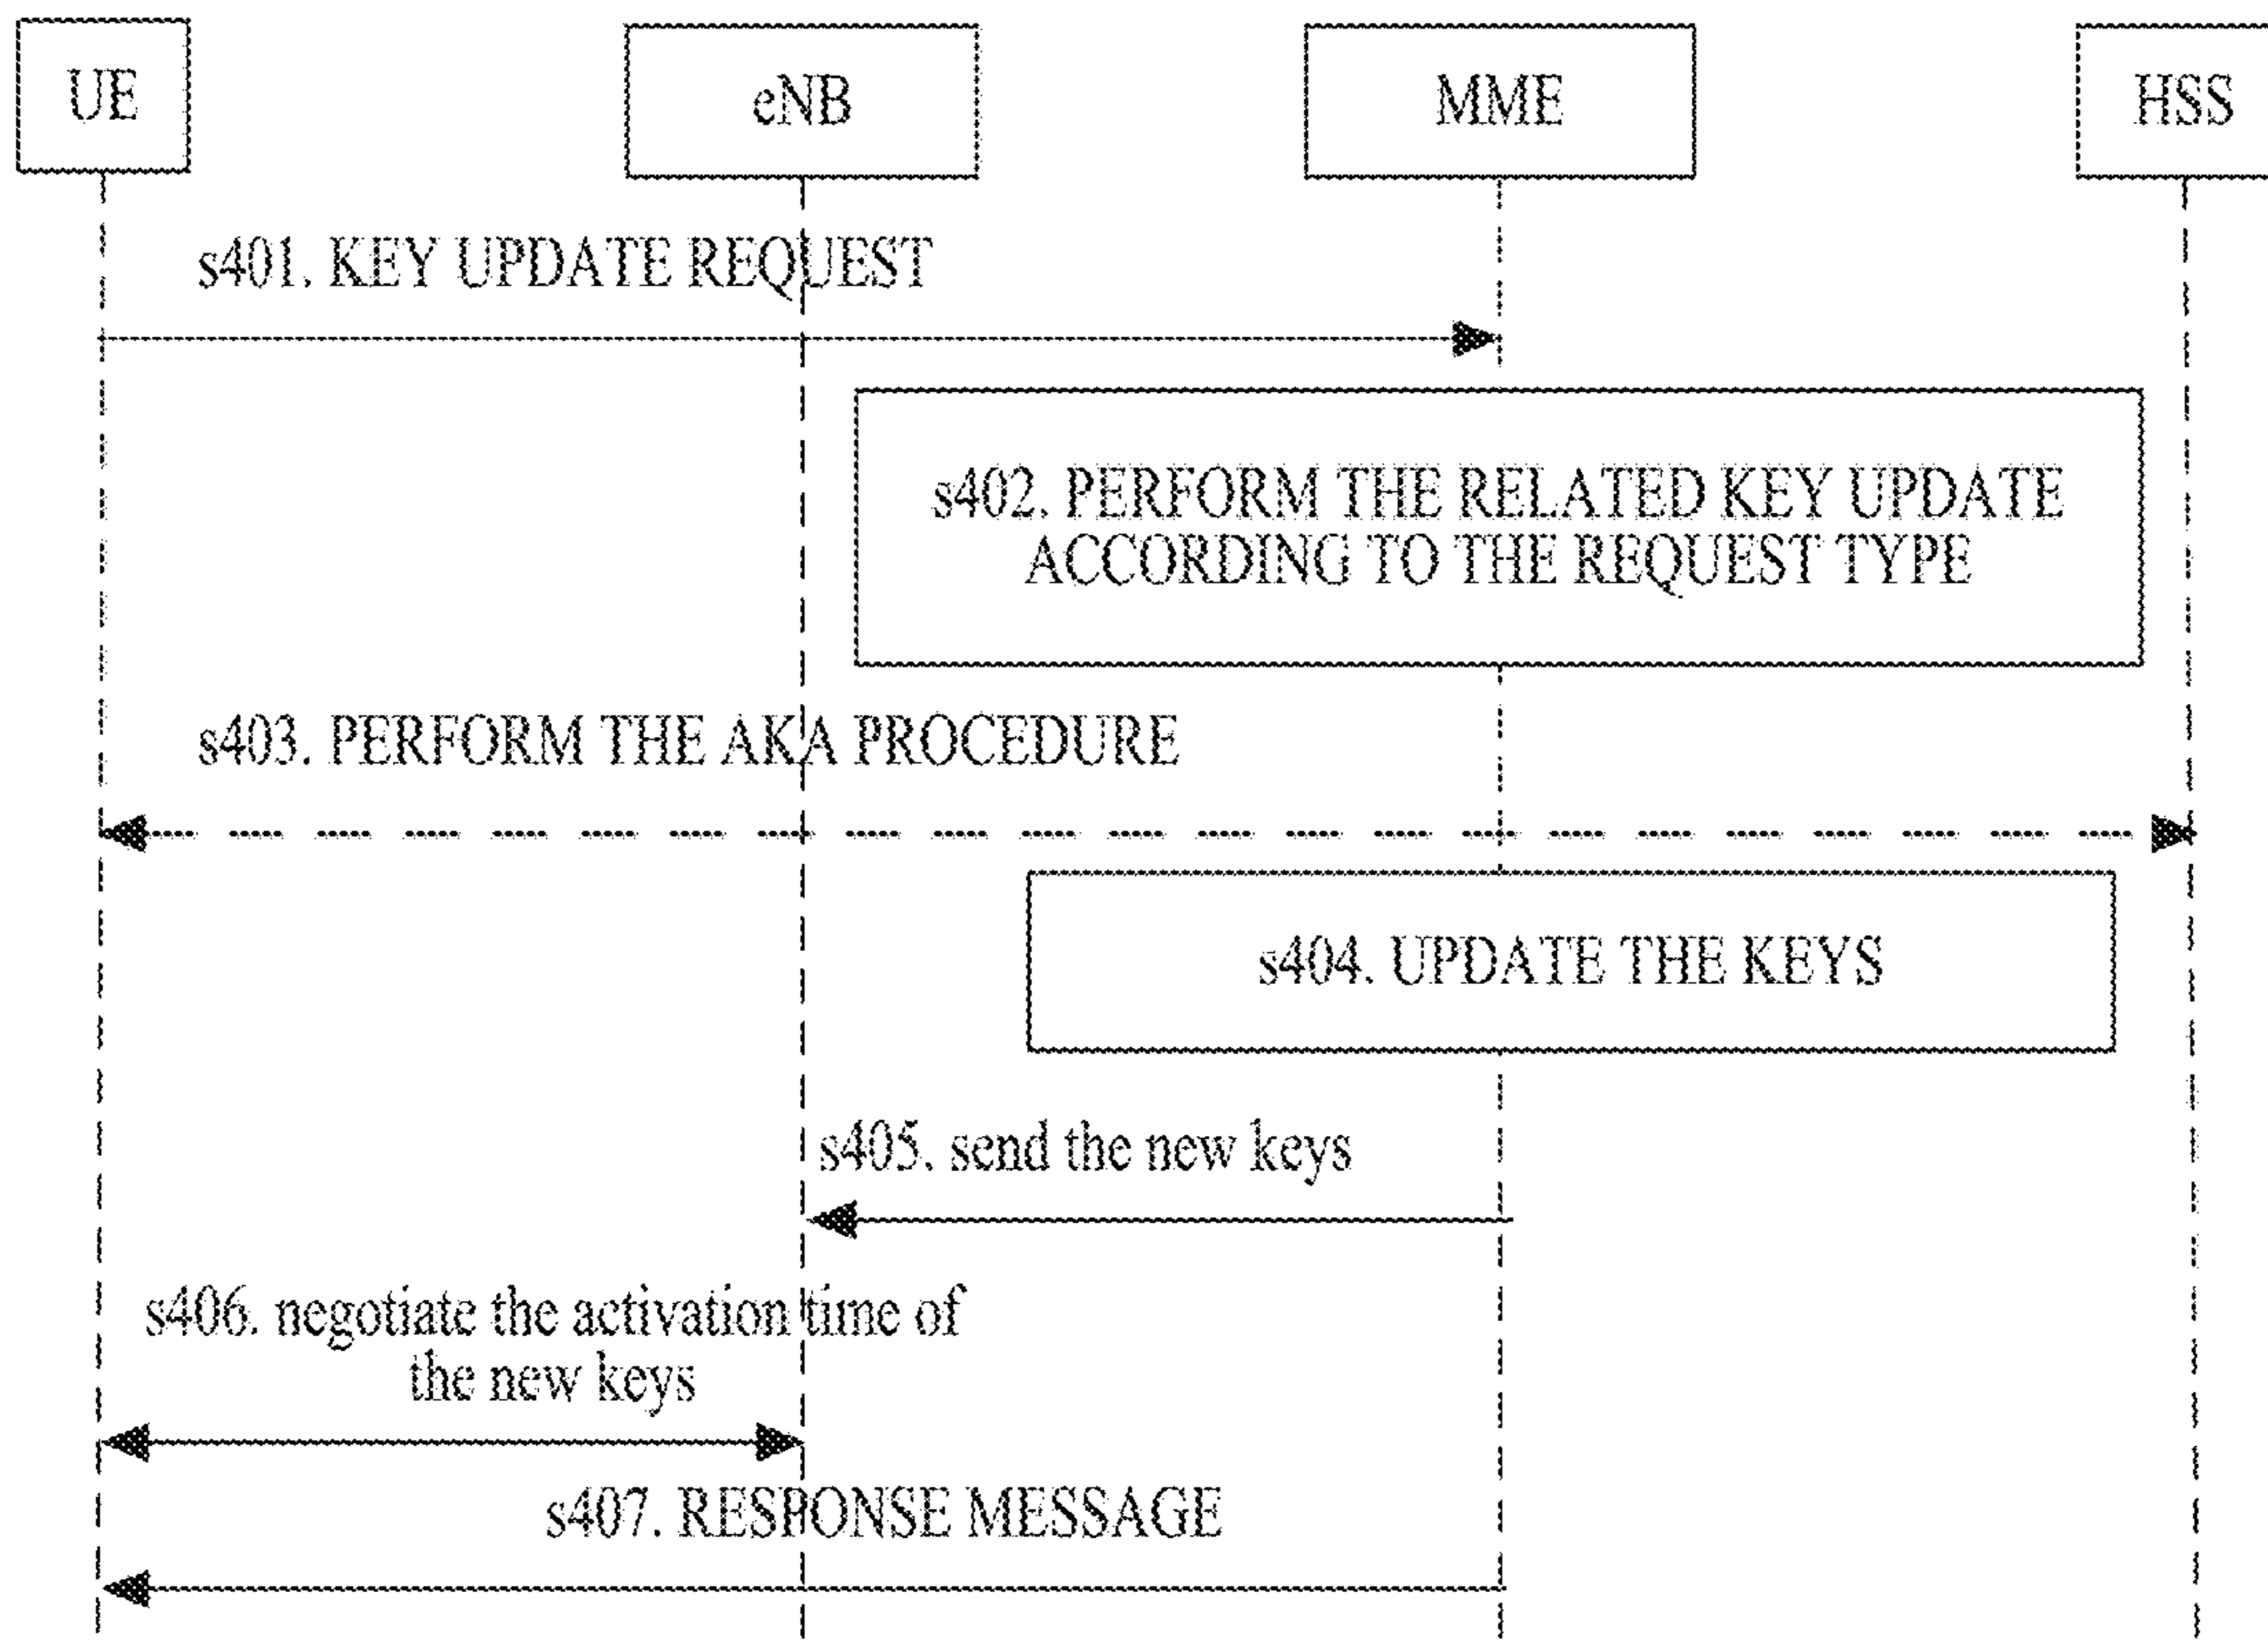 UE
eNB
MME
HSS
s401. KEY UPDATE REQUEST
s402. PERFORM THE RELATED KEY UPDATE
ACCORDING TO THE REQUEST TYPE
s403. PERFORM THE AKA PROCEDURE
s404. UPDATE THE KEYS
s405. send the new keys
s406. negotiate the activation time of
the new keys
s407. RESPONSE MESSAGE